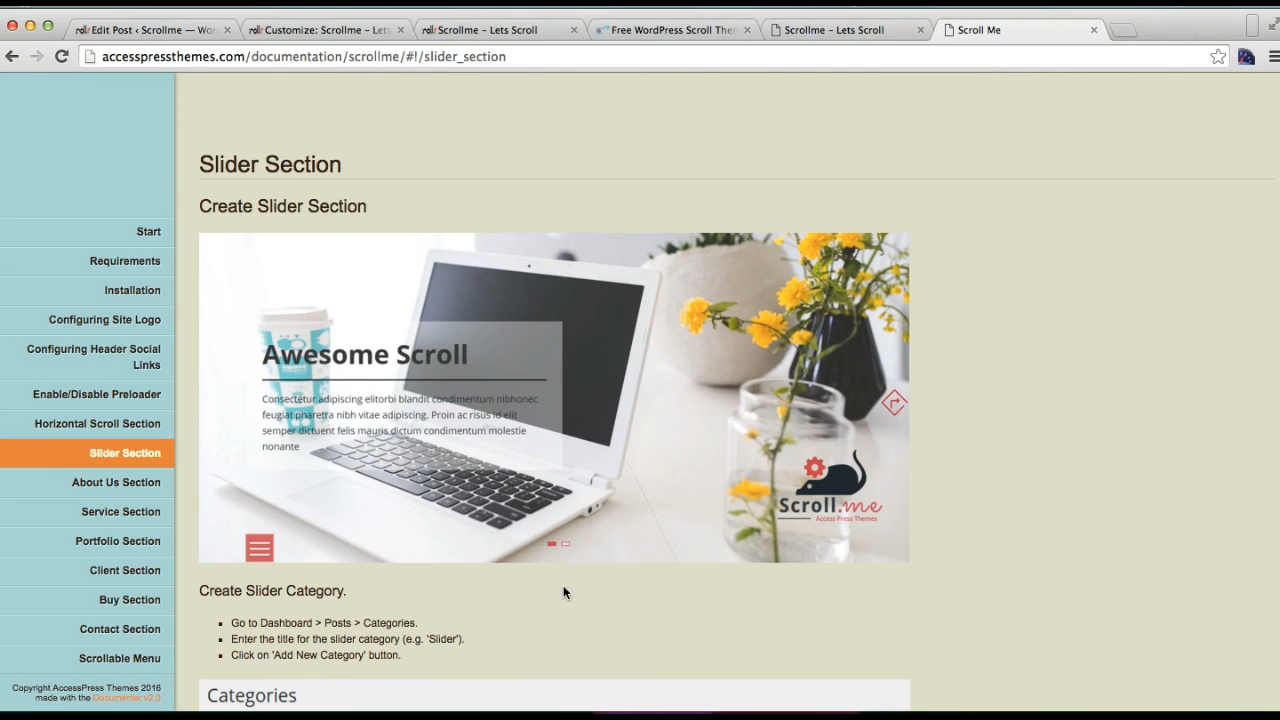 Edit Post ‹ Scrollme — Wor
Customize: Scrollme – Lets
Scrollme – Lets Scroll
Free WordPress Scroll Them
Scrollme – Lets Scroll
Scroll Me
accesspressthemes.com/documentation/scrollme/#!/slider_section
Start
Requirements
Installation
Configuring Site Logo
Configuring Header Social
Links
Enable/Disable Preloader
Horizontal Scroll Section
Slider Section
About Us Section
Service Section
Portfolio Section
Client Section
Buy Section
Contact Section
Scrollable Menu
Copyright AccessPress Themes 2016
made with the Documenter v2.0
Slider Section
Create Slider Section
Awesome Scroll
Consectetur adipiscing elitorbi blandit condimentum nibhonec
feugiat pharetra nibh vitae adipiscing. Proin ac risus id elit
semper dictuent felis mauris dictum condimentum molestie
nonante
Scroll.me
Access Press Themes
Create Slider Category.
Go to Dashboard > Posts > Categories.
Enter the title for the slider category (e.g. 'Slider').
Click on 'Add New Category' button.
Categories